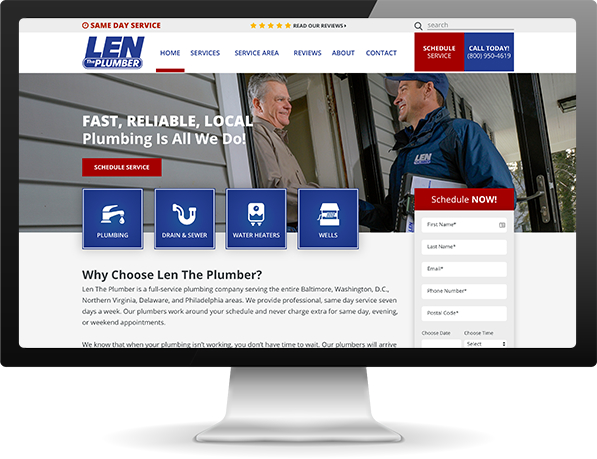 SAME DAY SERVICE
READ OUR REVIEWS
search
LEN
The PLUMBER
HOME SERVICES SERVICE AREA REVIEWS ABOUT CONTACT
SCHEDULE
SERVICE
CALL TODAY!
(800) 950-4619
FAST, RELIABLE, LOCAL
Plumbing Is All We Do!
SCHEDULE SERVICE
LEN
PLUMBING
DRAIN & SEWER
WATER HEATERS
WELLS
Schedule NOW!
First Name*
Last Name*
Email*
Phone Number*
Postal Code*
Choose Date Choose Time
Select
Why Choose Len The Plumber?
Len The Plumber is a full-service plumbing company serving the entire Baltimore, Washington, D.C.,
Northern Virginia, Delaware, and Philadelphia areas. We provide professional, same day service seven
days a week. Our plumbers work around your schedule and never charge extra for same day, evening,
or weekend appointments.
We know that when your plumbing isn't working, you don't have time to wait. Our plumbers will arrive